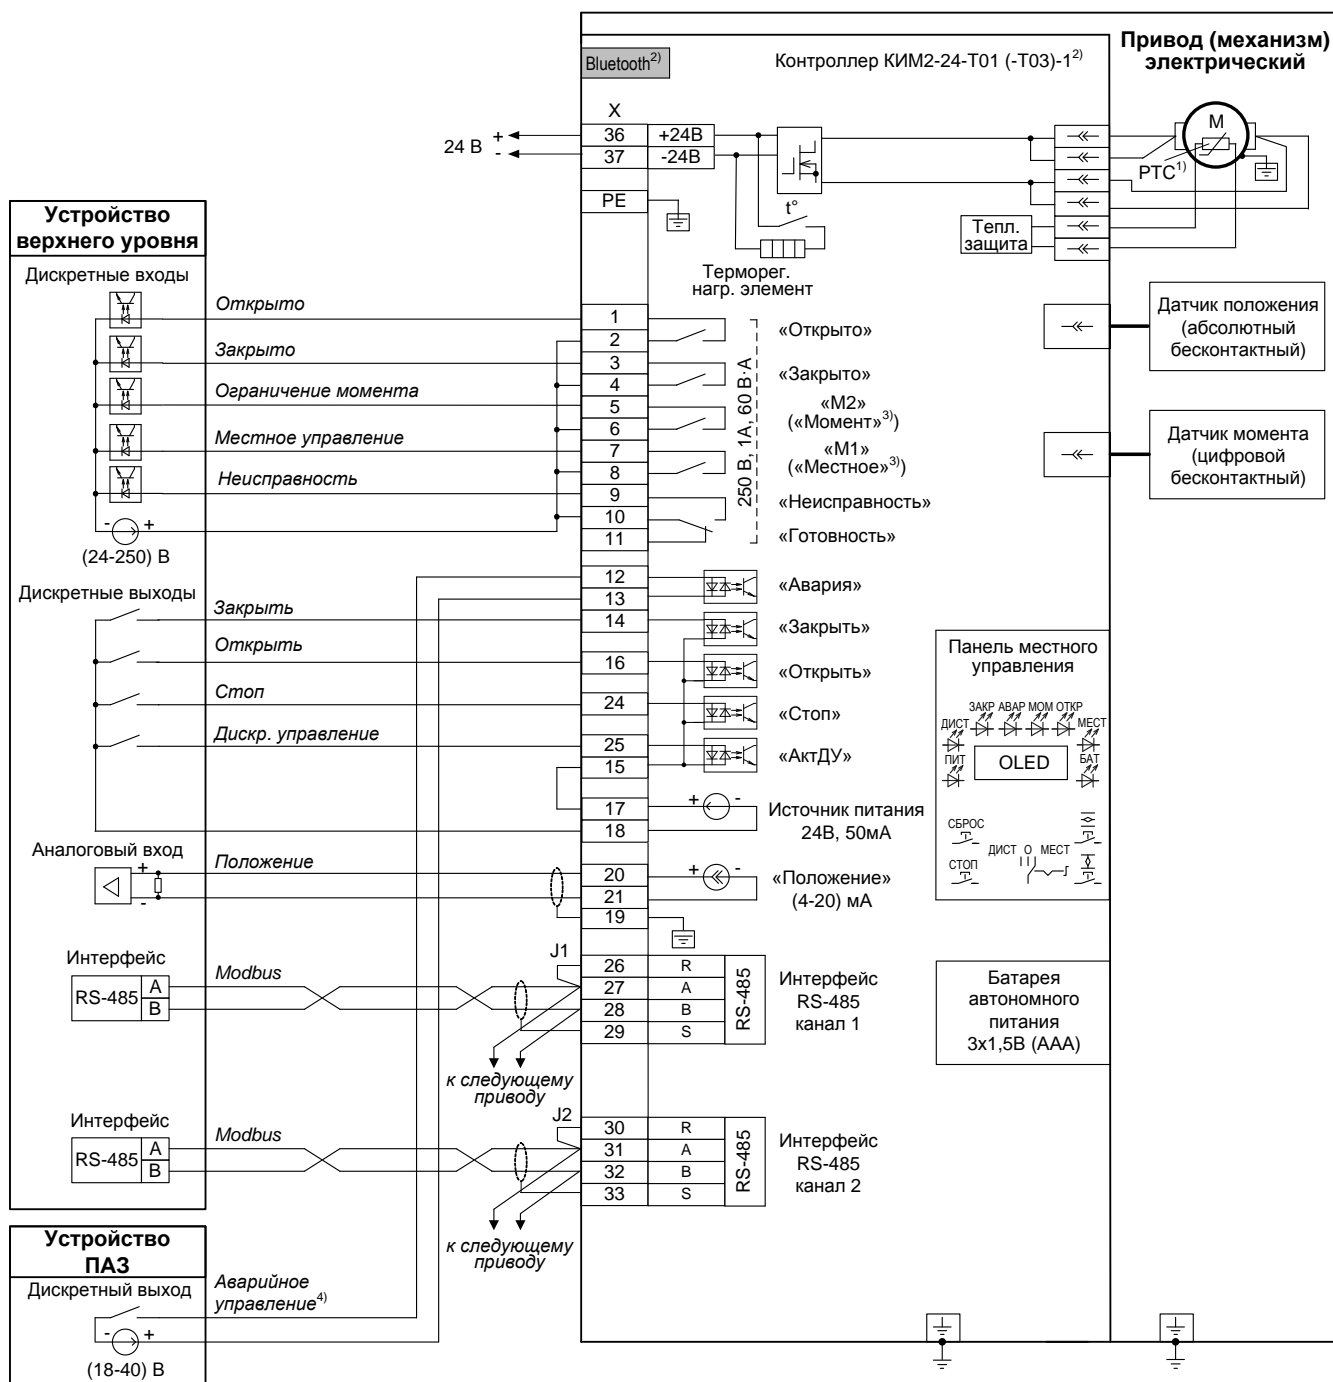 Привод (механизм)
электрический
Bluetooth2)
Контроллер КИМ2-24-Т01 (-Т03)-12)
X
24 В
+
-
36
+24В
37
-24В
PE
t°
Терморег.
нагр. элемент
Тепл.
защита
M
PTC1)
Устройство
верхнего уровня
Дискретные входы
Открыто
Закрыто
Ограничение момента
Местное управление
Неисправность
- +
(24-250) В
1
2
3
4
5
6
7
8
9
10
11
250 В, 1А, 60 В·А
«Открыто»
«Закрыто»
«М2»
(«Момент»3))
«М1»
(«Местное»3))
«Неисправность»
«Готовность»
Датчик положения
(абсолютный
бесконтактный)
Датчик момента
(цифровой
бесконтактный)
Дискретные выходы
Закрыть
Открыть
Стоп
Дискр. управление
12
13
14
16
24
25
15
17
18
«Авария»
«Закрыть»
«Открыть»
«Стоп»
«АктДУ»
+ -
Источник питания
24В, 50мА
Панель местного
управления
ЗАКР АВАР МОМ ОТКР
ДИСТ
МЕСТ
ПИТ
OLED
БАТ
СБРОС
ДИСТ О МЕСТ
СТОП
Аналоговый вход
+
-
Положение
20
21
19
+ -
«Положение»
(4-20) мА
Интерфейс
RS-485
A
B
Modbus
J1
26 R
27 A
28 B
29 S
RS-485
Интерфейс
RS-485
канал 1
к следующему
приводу
Батарея
автономного
питания
3х1,5В (ААА)
Интерфейс
RS-485
A
B
Modbus
J2
30 R
31 A
32 B
33 S
RS-485
Интерфейс
RS-485
канал 2
к следующему
приводу
Устройство
ПАЗ
Дискретный выход
Аварийное
управление4)
- +
(18-40) В